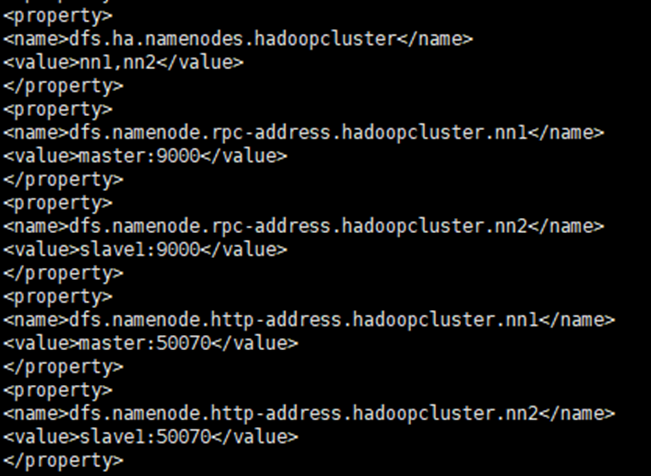 <property>
<name>dfs.ha.namenodes.hadoopcluster</name>
<value>nn1,nn2</value>
</property>
<property>
<name>dfs.namenode.rpc-address.hadoopcluster.nn1</name>
<value>master:9000</value>
</property>
<property>
<name>dfs.namenode.rpc-address.hadoopcluster.nn2</name>
<value>slave1:9000</value>
</property>
<property>
<name>dfs.namenode.http-address.hadoopcluster.nn1</name>
<value>master:50070</value>
</property>
<property>
<name>dfs.namenode.http-address.hadoopcluster.nn2</name>
<value>slave1:50070</value>
</property>